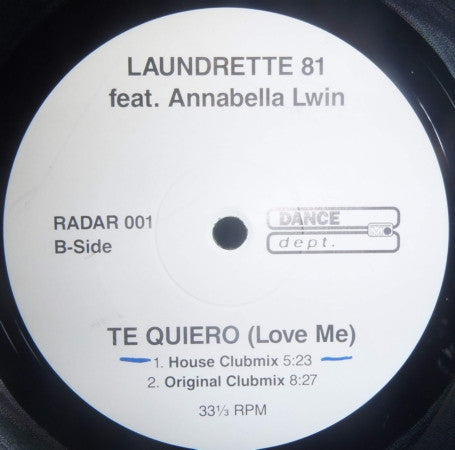 LAUNDRETTE 81
feat. Annabella Lwin
RADAR 001
B-Side
DANCE
dept.
TE QUIERO (Love Me)
1. House Clubmix 5:23
2. Original Clubmix 8:27
33⅓ RPM